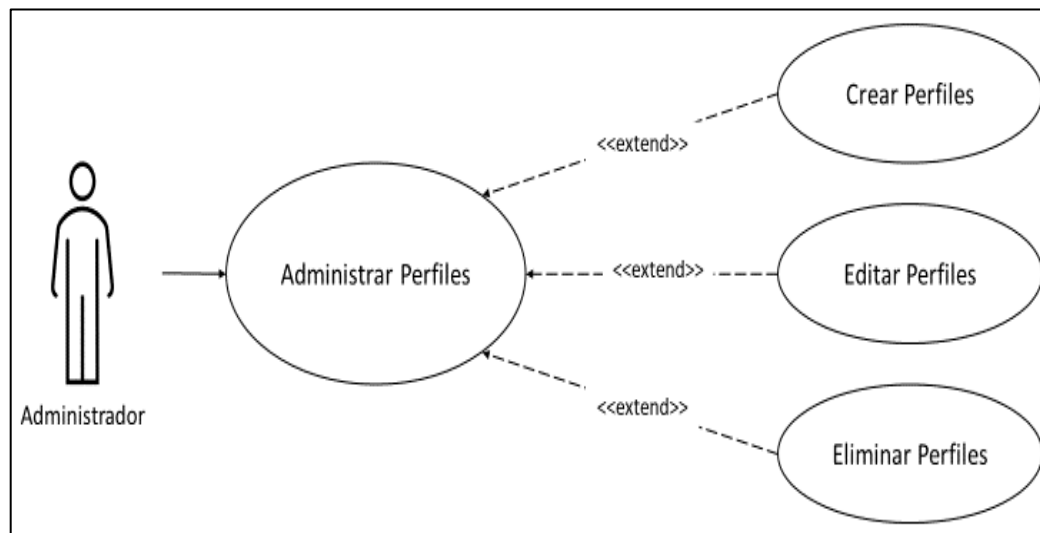 Crear Perfiles
<<extend>>
Administrar Perfiles
<<extend>>
Editar Perfiles
<<extend>>
Administrador
Eliminar Perfiles